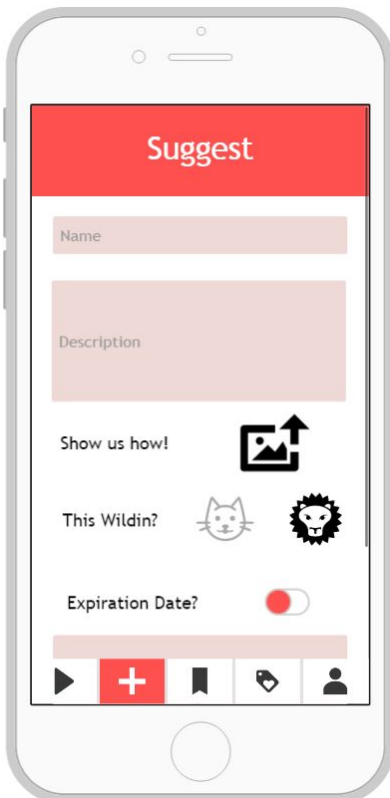 Suggest
Name
Description
Show us how!
This Wildin?
Expiration Date?